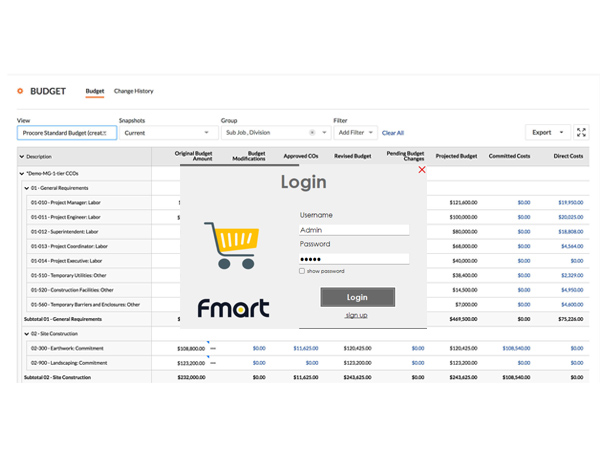 BUDGET Budget Change History
View Snapshots Group Filter
Procore Standard Budget (creat Current Sub Job, Division Add Filter Clear All Export
Description Original Budget Amount Budget Modifications Approved COs Revised Budget Pending Budget Changes Projected Budget Committed Costs Direct Costs
*Demo-MG-1-tier CCOs
01 - General Requirements
01-010 - Project Manager: Labor $121,600.00 $0.00 $19,950.00
01-011 - Project Engineer: Labor $100,000.00 $0.00 $20,025.00
01-012 - Superintendent: Labor $80,000.00 $0.00 $18,808.00
01-013 - Project Coordinator: Labor $68,000.00 $0.00 $4,564.00
01-014 - Project Executive: Labor $40,000.00 $0.00 $0.00
01-510 - Temporary Utilities: Other $38,400.00 $0.00 $2,329.00
01-520 - Construction Facilities: Other $14,500.00 $0.00 $4,950.00
01-560 - Temporary Barriers and Enclosures: Other $7,000.00 $0.00 $4,600.00
Subtotal 01 - General Requirements $469,500.00 $0.00 $75,226.00
02 - Site Construction
02-300 - Earthwork: Commitment $108,800.00 $0.00 $11,625.00 $120,425.00 $0.00 $120,425.00 $108,540.00 $0.00
02-900 - Landscaping: Commitment $123,200.00 $0.00 $0.00 $123,200.00 $0.00 $123,200.00 $0.00 $0.00
Subtotal 02 - Site Construction $232,000.00 $0.00 $11,625.00 $243,625.00 $0.00 $243,625.00 $108,540.00 $0.00
Login
Username
Admin
Password
show password
Login
sign up
Fmart